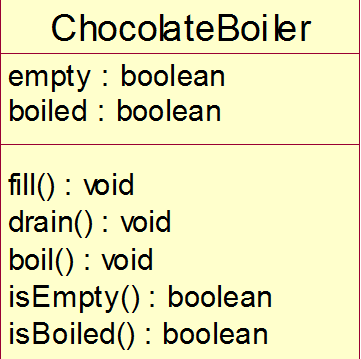 ChocolateBoiler
empty : boolean
boiled : boolean
fill() : void
drain() : void
boil() : void
isEmpty() : boolean
isBoiled() : boolean